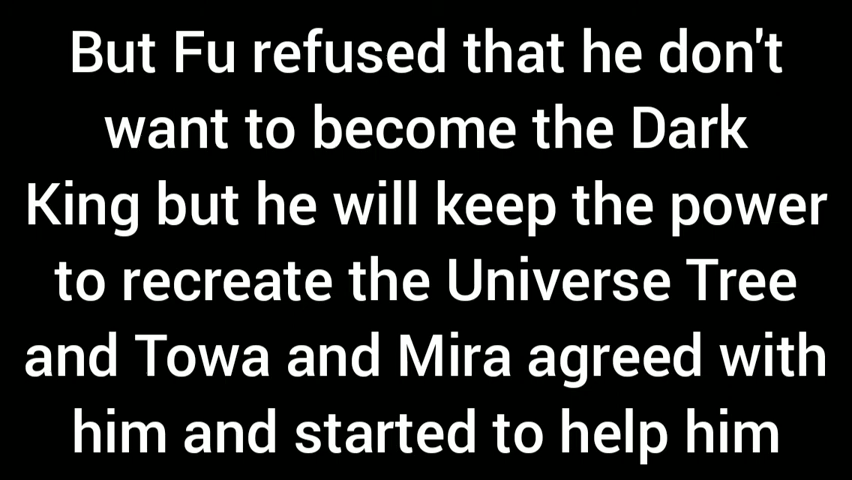 But Fu refused that he don't
want to become the Dark
King but he will keep the power
to recreate the Universe Tree
and Towa and Mira agreed with
him and started to help him